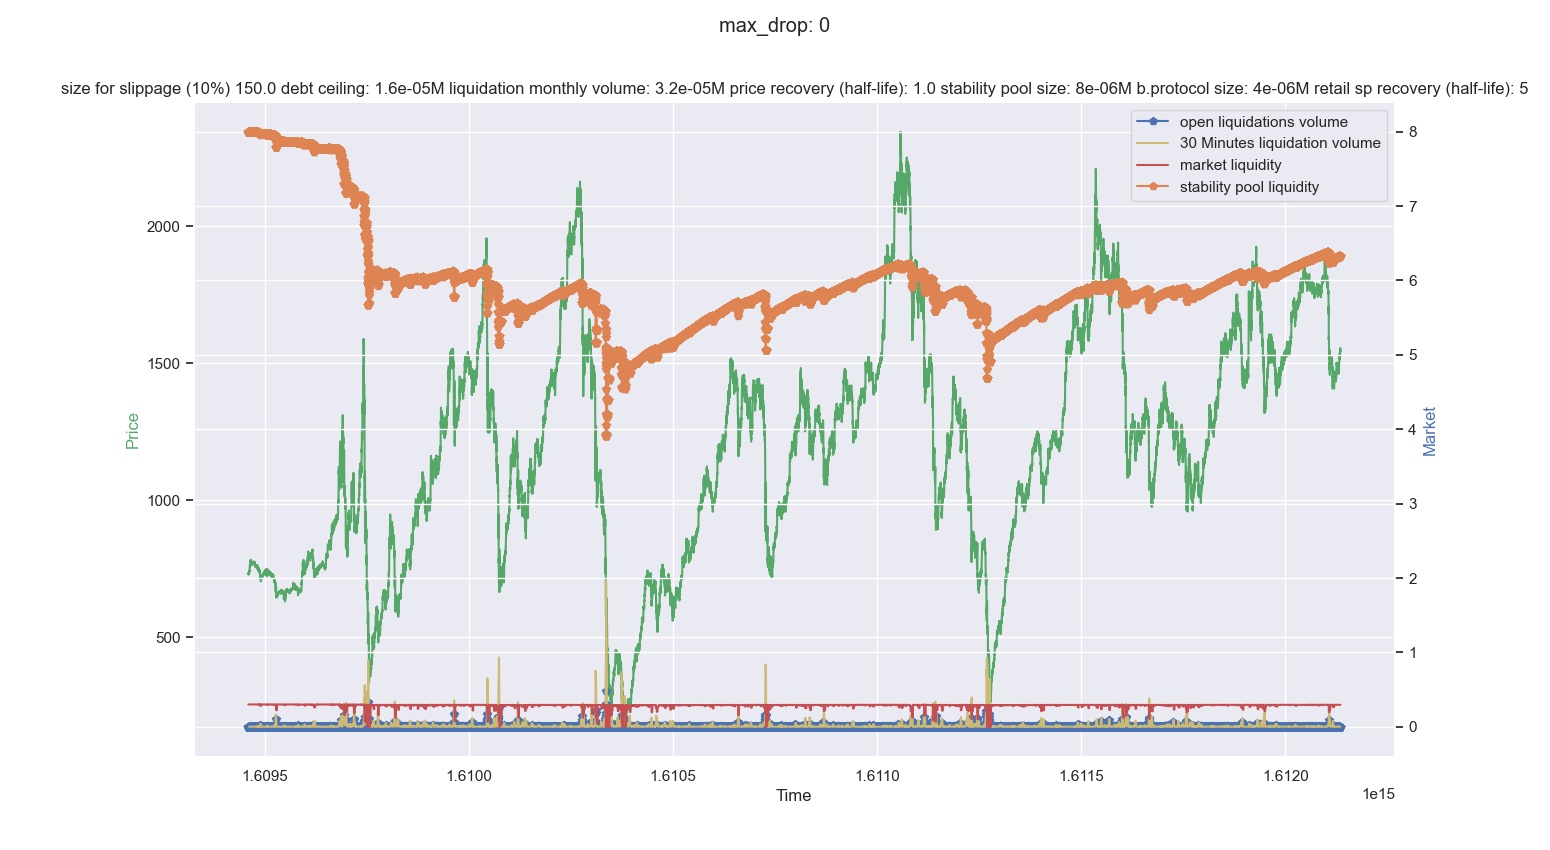 max_drop: 0
size for slippage (10%) 150.0 debt ceiling: 1.6e-05M liquidation monthly volume: 3.2e-05M price recovery (half-life): 1.0 stability pool size: 8e-06M b.protocol size: 4e-06M retail sp recovery (half-life): 5
open liquidations volume
30 Minutes liquidation volume
market liquidity
stability pool liquidity
2000
1500
1000
500
Price
8
7
6
5
4
3
2
1
0
Market
1.6095
1.6100
1.6105
1.6110
1.6115
1.6120
1e15
Time